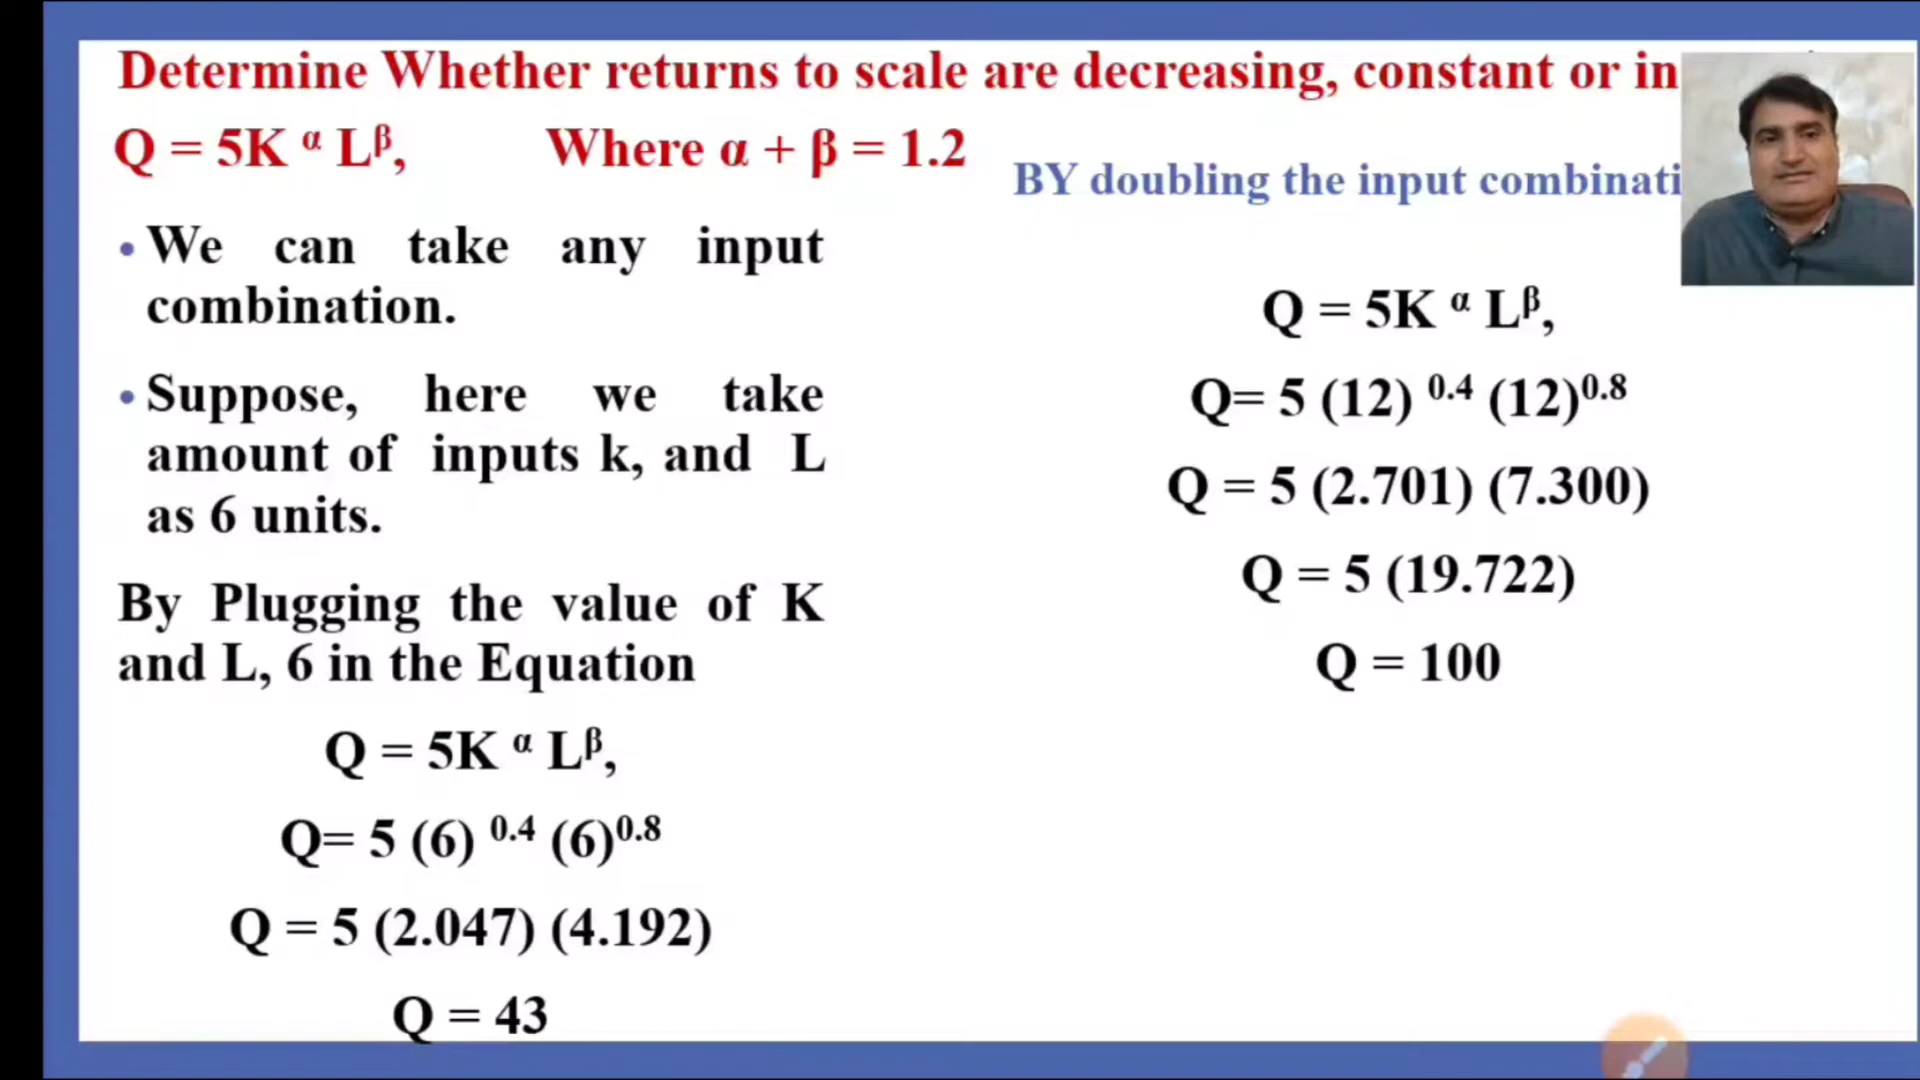 Determine Whether returns to scale are decreasing, constant or in
Q = 5K α Lβ, Where α + β = 1.2
• We can take any input
combination.
• Suppose, here we take
amount of inputs k, and L
as 6 units.
By Plugging the value of K
and L, 6 in the Equation
Q = 5K α Lβ,
Q= 5 (6) 0.4 (6)0.8
Q = 5 (2.047) (4.192)
Q = 43
BY doubling the input combinati
Q = 5K α Lβ,
Q= 5 (12) 0.4 (12)0.8
Q = 5 (2.701) (7.300)
Q = 5 (19.722)
Q = 100